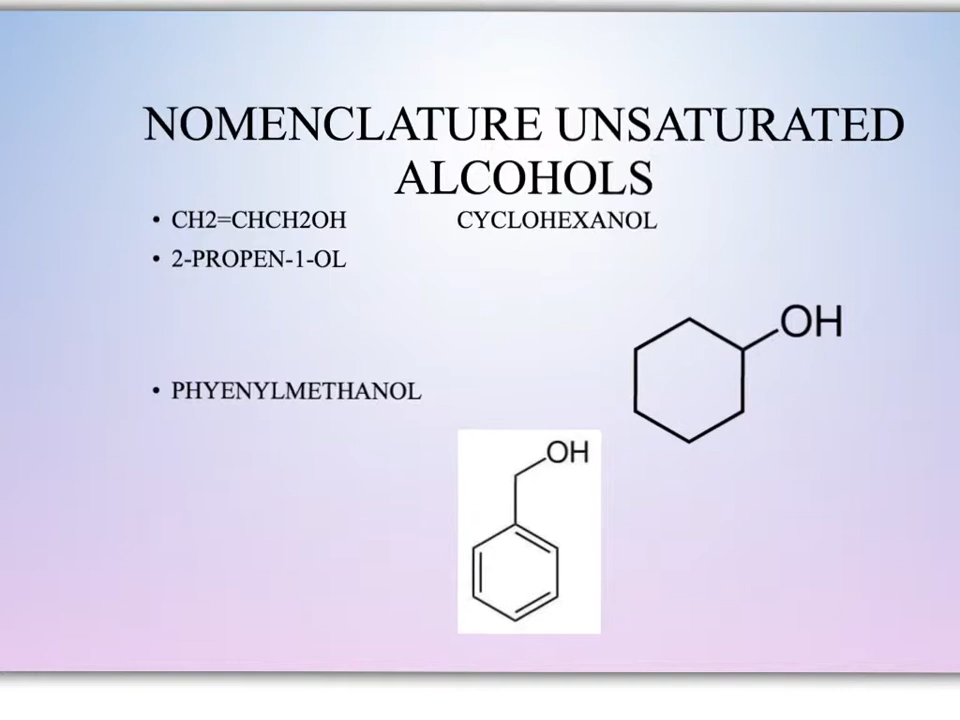 NOMENCLATURE UNSATURATED
ALCOHOLS
• CH2=CHCH2OH
CYCLOHEXANOL
• 2-PROPEN-1-OL
OH
• PHYENYLMETHANOL
OH